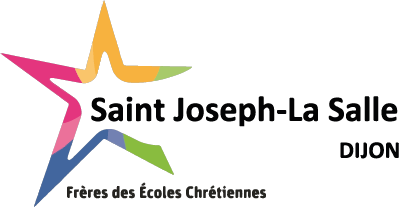 Saint Joseph-La Salle
DIJON
Frères des Écoles Chrétiennes